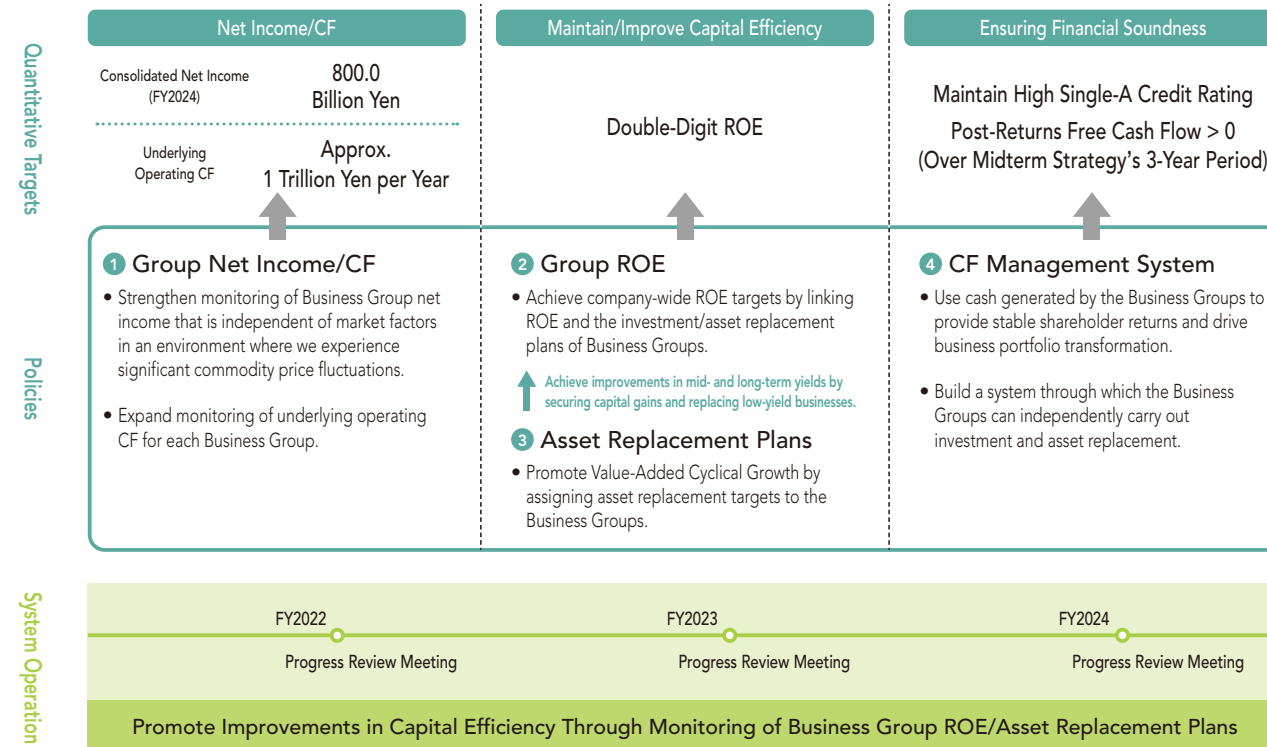 Quantitative Targets
Net Income/CF
Consolidated Net Income
(FY2024)
800.0
Billion Yen
Underlying
Operating CF
Approx.
1 Trillion Yen per Year
Maintain/Improve Capital Efficiency
Double-Digit ROE
Ensuring Financial Soundness
Maintain High Single-A Credit Rating
Post-Returns Free Cash Flow > 0
(Over Midterm Strategy's 3-Year Period)
Policies
1 Group Net Income/CF
• Strengthen monitoring of Business Group net
income that is independent of market factors
in an environment where we experience
significant commodity price fluctuations.
• Expand monitoring of underlying operating
CF for each Business Group.
2 Group ROE
• Achieve company-wide ROE targets by linking
ROE and the investment/asset replacement
plans of Business Groups.
Achieve improvements in mid- and long-term yields by
securing capital gains and replacing low-yield businesses.
3 Asset Replacement Plans
• Promote Value-Added Cyclical Growth by
assigning asset replacement targets to the
Business Groups.
4 CF Management System
• Use cash generated by the Business Groups to
provide stable shareholder returns and drive
business portfolio transformation.
• Build a system through which the Business
Groups can independently carry out
investment and asset replacement.
System Operation
FY2022
Progress Review Meeting
FY2023
Progress Review Meeting
FY2024
Progress Review Meeting
Promote Improvements in Capital Efficiency Through Monitoring of Business Group ROE/Asset Replacement Plans